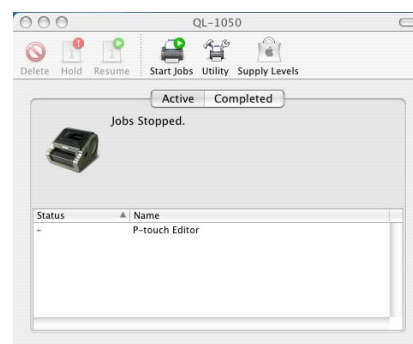 QL-1050
Delete Hold Resume Start Jobs Utility Supply Levels
Active Completed
Jobs Stopped.
Status Name
- P-touch Editor